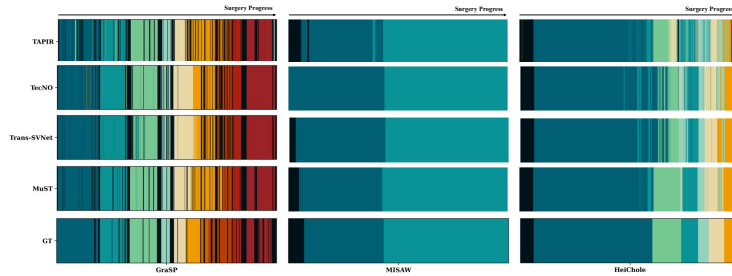 Surgery Progress
Surgery Progress
Surgery Progress
TAPIR
TecNO
Trans-SVNet
MuST
GT
GraSP
MISAW
HeiChole